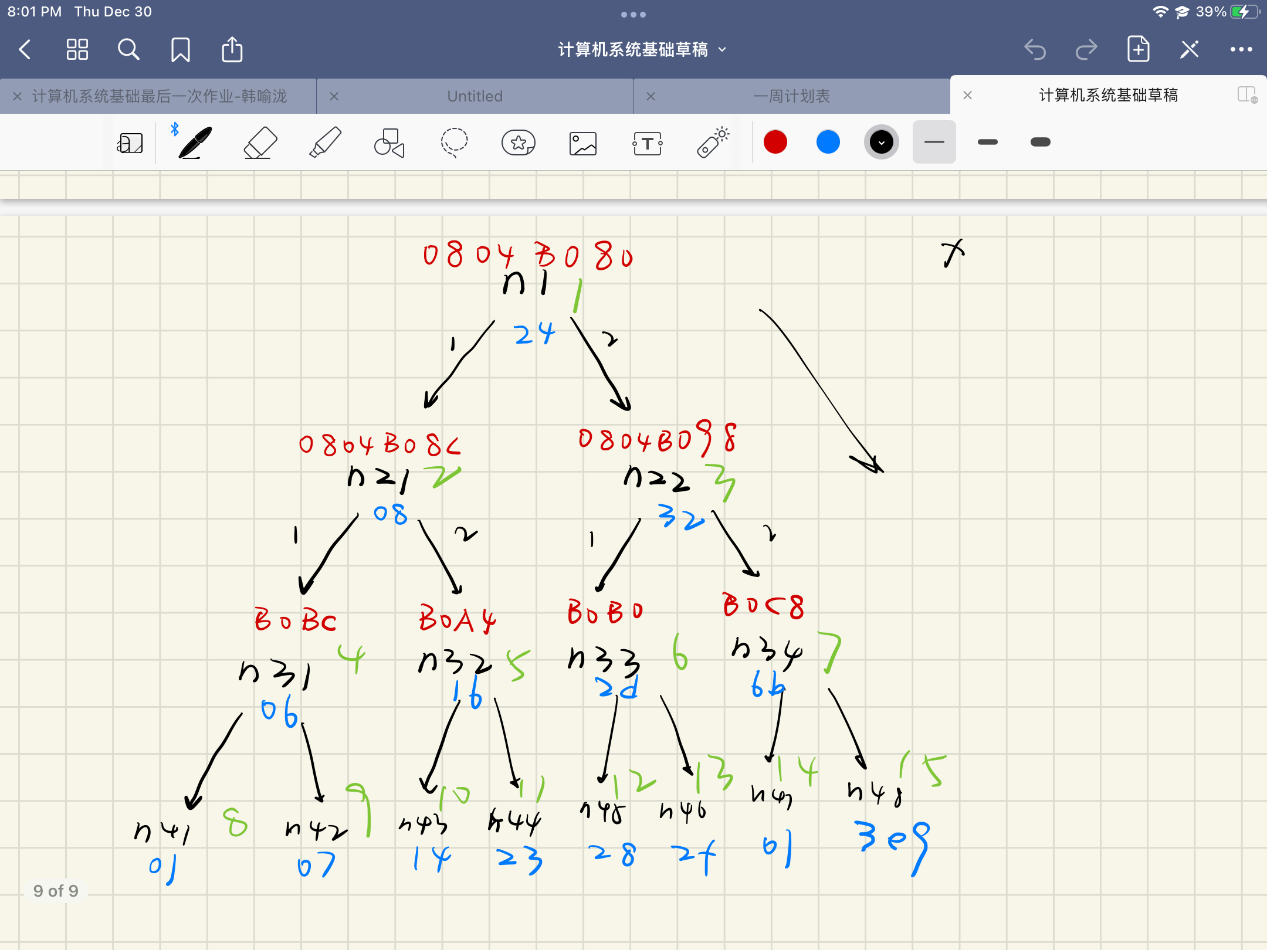 8:01 PM Thu Dec 30
39%
计算机系统基础草稿
计算机系统基础最后一次作业-韩喻泷
Untitled
一周计划表
计算机系统基础草稿
T
0804B080
n1 1
24
1 2
0804B08C 0804B098
n21 2 n22 3
08 32
1 2 1 2
B0BC B0A4 B0B0 B0C8
n31 4 n32 5 n33 6 n34 7
06 16 2d 6b
n41 8 n42 9 n43 10 n44 11 n45 12 n46 13 n47 14 n48 15
01 07 14 23 28 2f 01 3e9
9 of 9